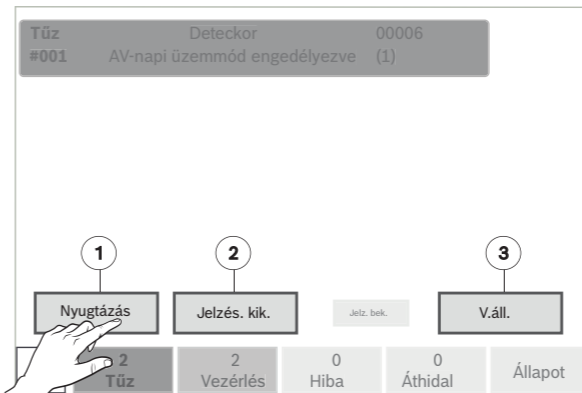 Tűz Deteckor 00006
#001 AV-napi üzemmód engedélyezve (1)
1 2 3
Nyugtázás Jelzés. kik. Jelz. bek. V.áll.
2 2 0 0
Tűz Vezérlés Hiba Áthidal Állapot